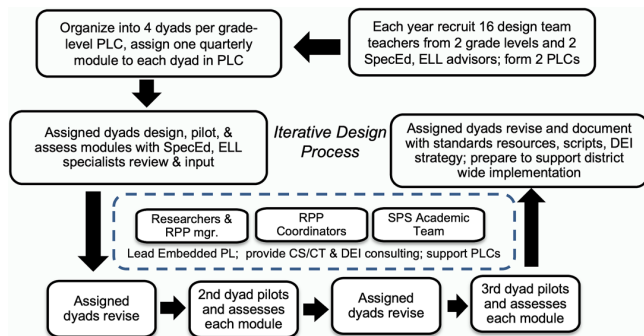 Organize into 4 dyads per grade-
level PLC, assign one quarterly
module to each dyad in PLC
Each year recruit 16 design team
teachers from 2 grade levels and 2
SpecEd, ELL advisors; form 2 PLCs
Assigned dyads design, pilot, &
assess modules with SpecEd, ELL
specialists review & input
Iterative Design
Process
Assigned dyads revise and document
with standards resources, scripts, DEI
strategy; prepare to support district
wide implementation
Researchers &
RPP mgr.
RPP
Coordinators
SPS Academic
Team
Lead Embedded PL; provide CS/CT & DEI consulting; support PLCs
Assigned
dyads revise
2nd dyad pilots
and assesses
each module
Assigned
dyads revise
3rd dyad pilots
and assesses
each module